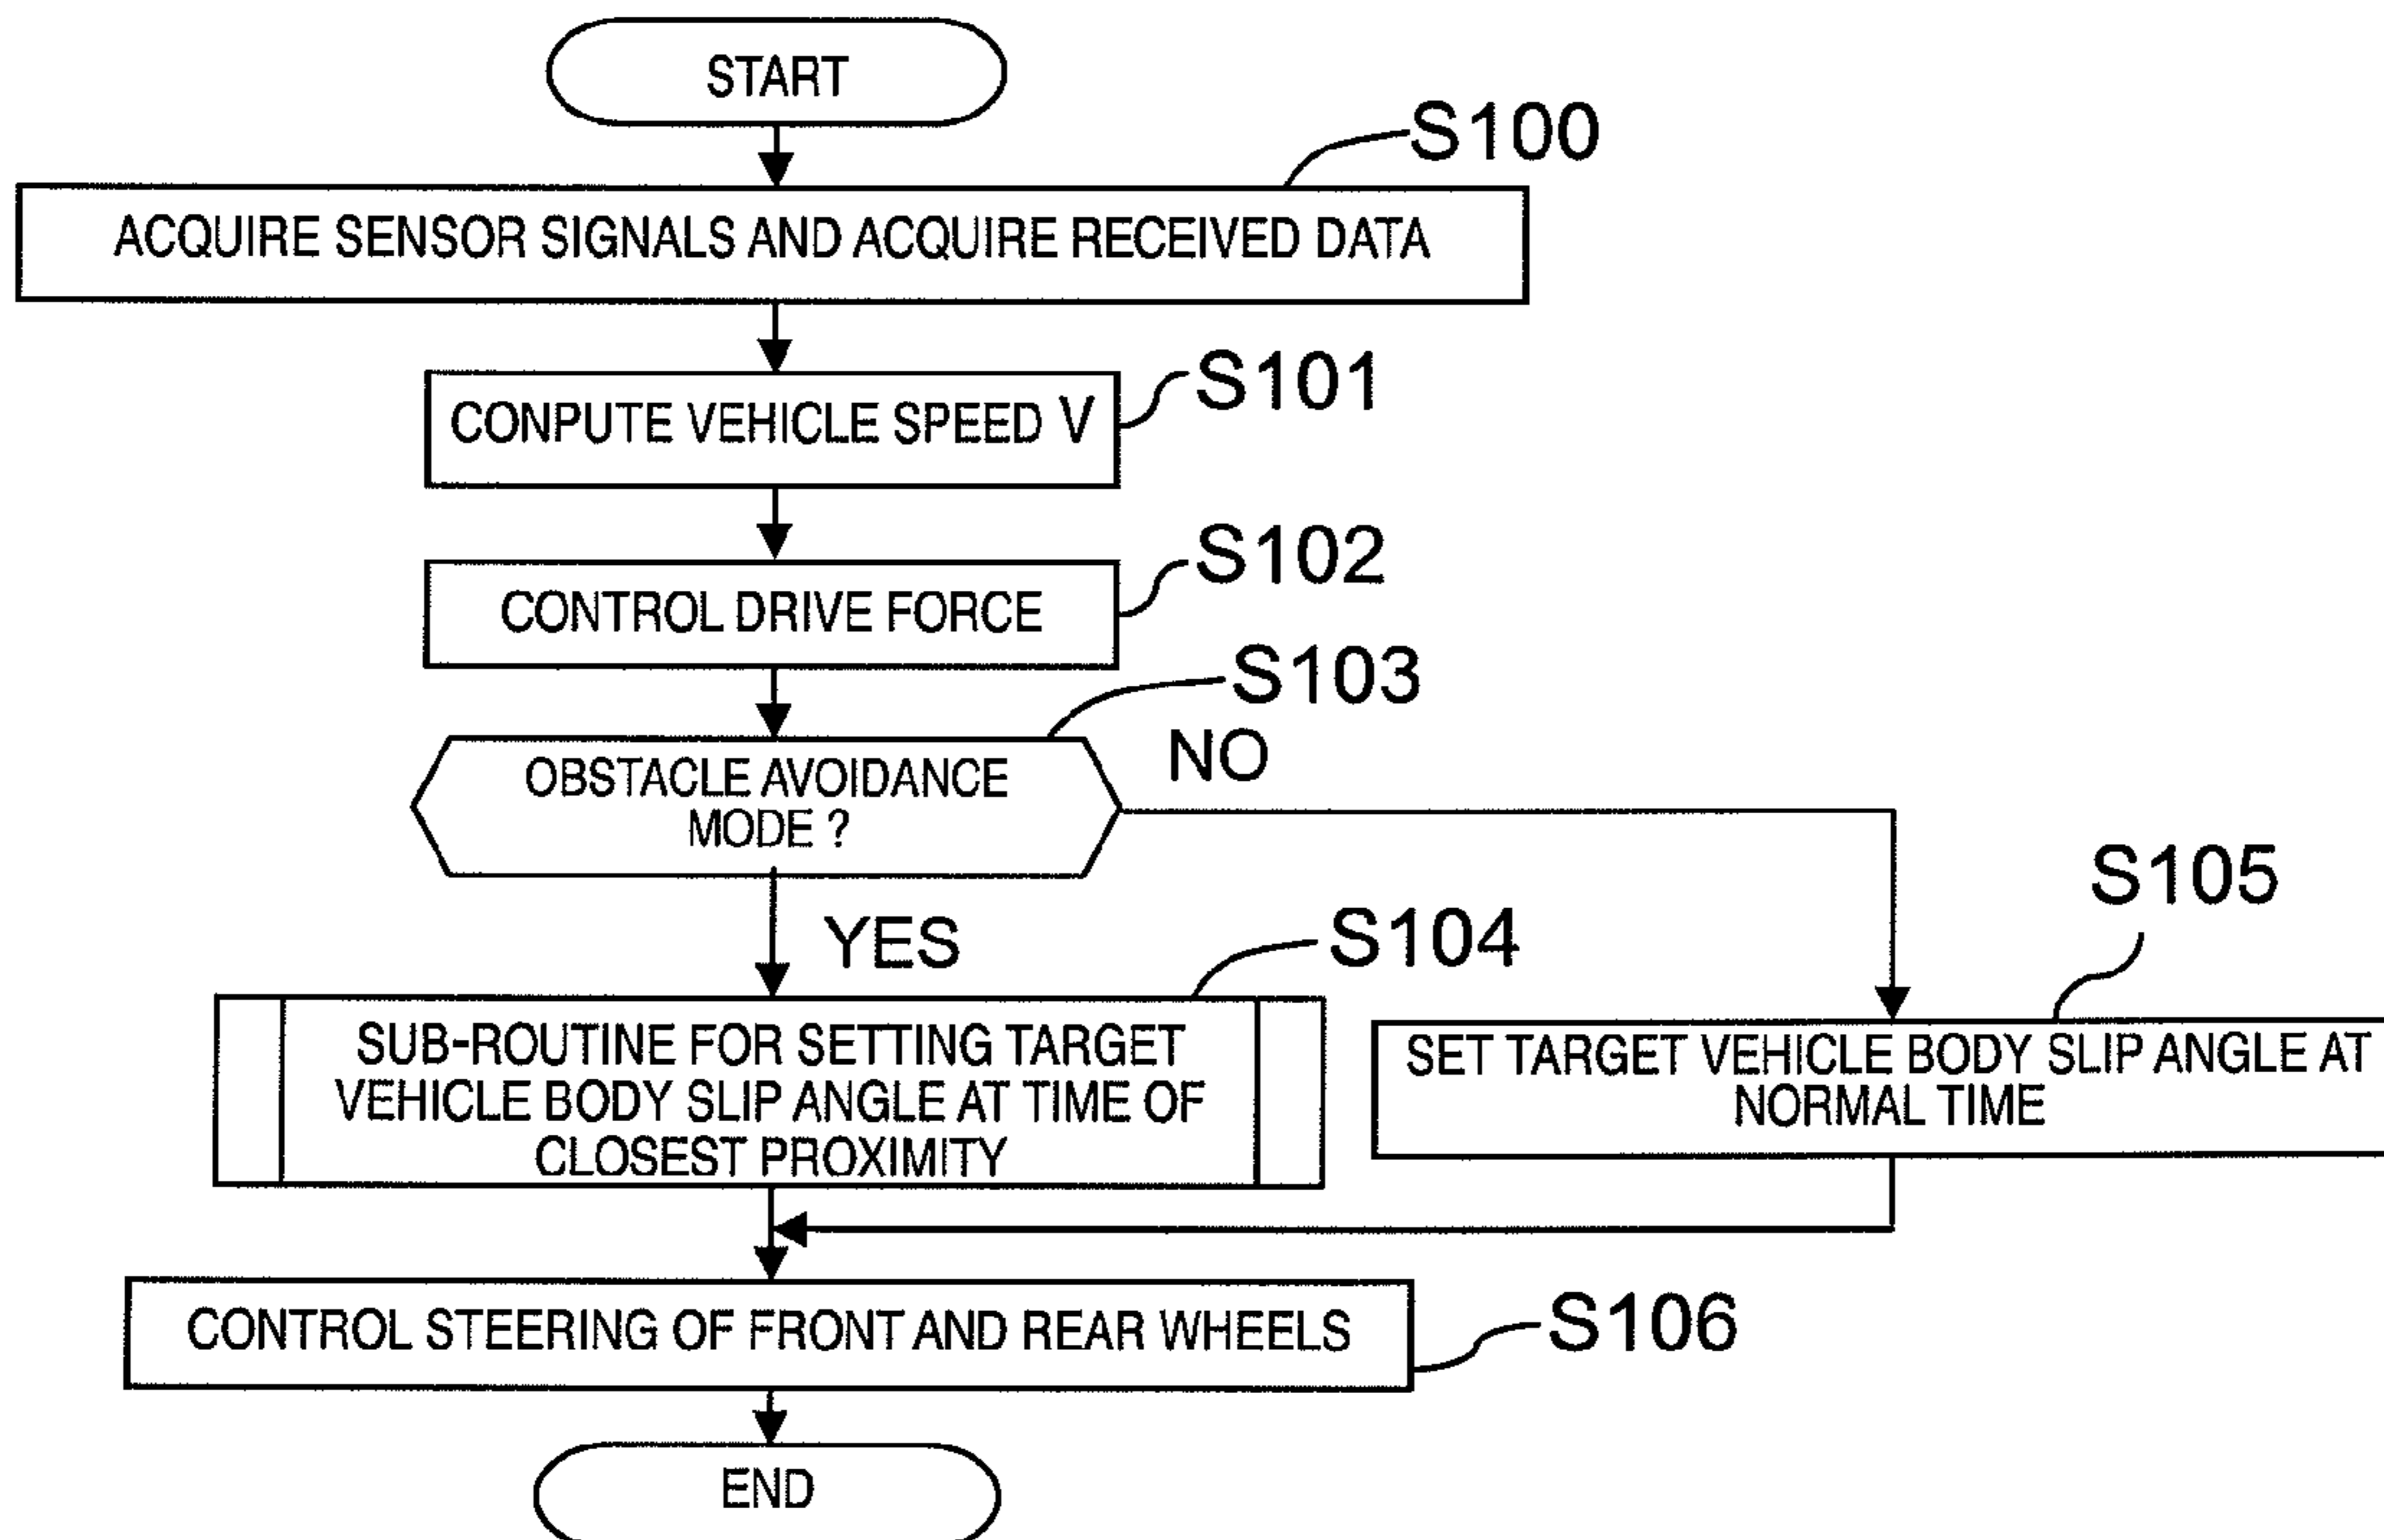 START
S100
ACQUIRE SENSOR SIGNALS AND ACQUIRE RECEIVED DATA
S101
CONPUTE VEHICLE SPEED V
S102
CONTROL DRIVE FORCE
S103
OBSTACLE AVOIDANCE
MODE ?
NO
YES
S104
SUB-ROUTINE FOR SETTING TARGET
VEHICLE BODY SLIP ANGLE AT TIME OF
CLOSEST PROXIMITY
S105
SET TARGET VEHICLE BODY SLIP ANGLE AT
NORMAL TIME
CONTROL STEERING OF FRONT AND REAR WHEELS
S106
END